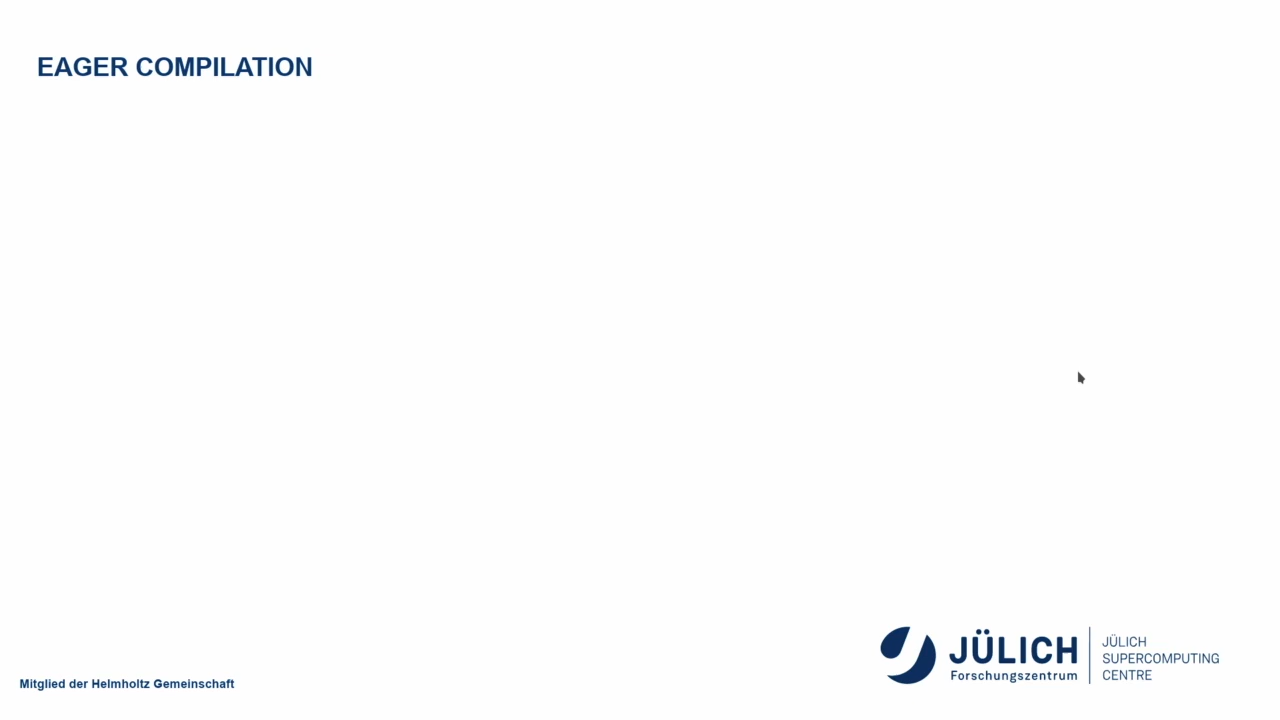 EAGER COMPILATION
JÜLICH
Forschungszentrum
JÜLICH
SUPERCOMPUTING
CENTRE
Mitglied der Helmholtz Gemeinschaft